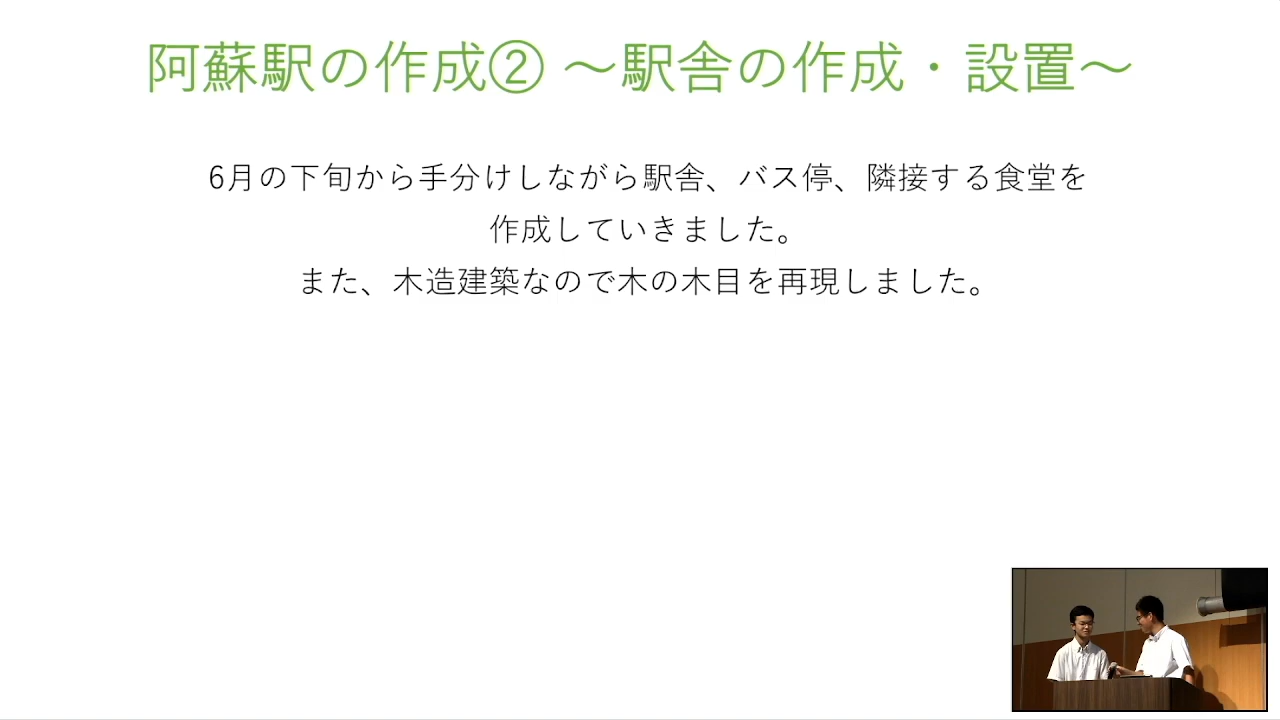 阿蘇駅の作成② ～駅舎の作成・設置～
6月の下旬から手分けしながら駅舎、バス停、隣接する食堂を
作成していきました。
また、木造建築なので木の木目を再現しました。